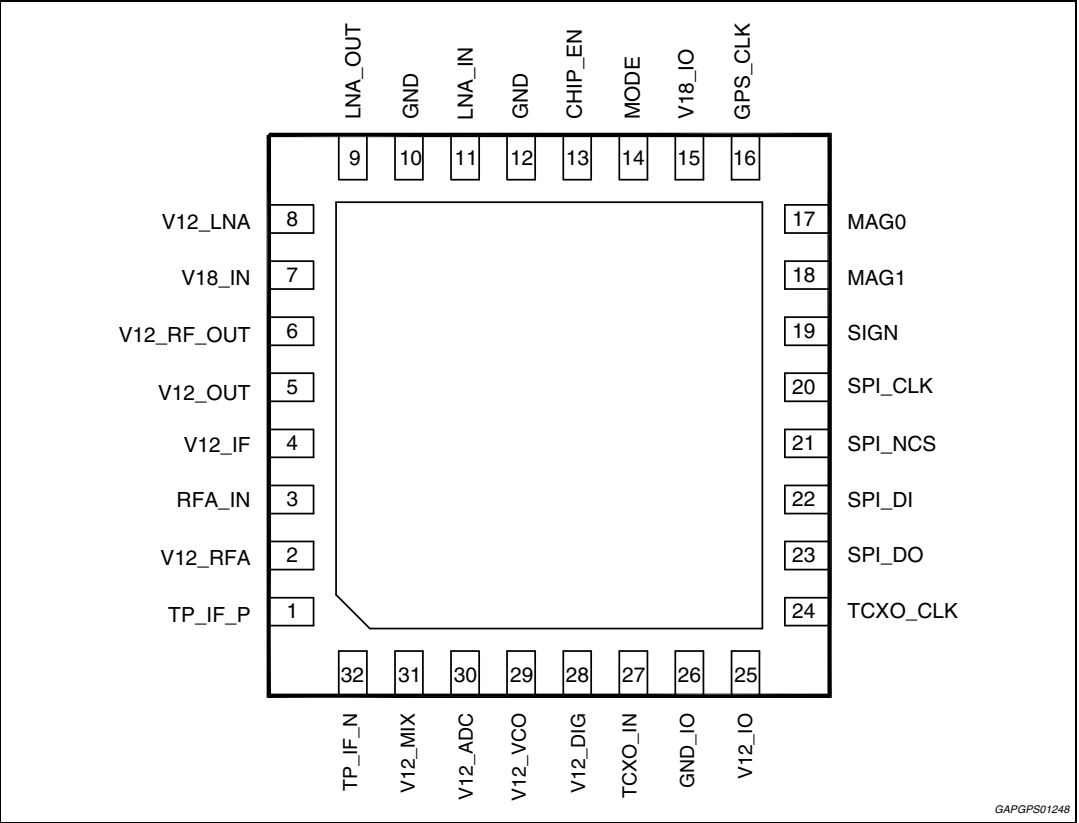 LNA_OUT
GND
LNA_IN
GND
CHIP_EN
MODE
V18_IO
GPS_CLK
9 10 11 12 13 14 15 16
V12_LNA 8 17 MAG0
V18_IN 7 18 MAG1
V12_RF_OUT 6 19 SIGN
V12_OUT 5 20 SPI_CLK
V12_IF 4 21 SPI_NCS
RFA_IN 3 22 SPI_DI
V12_RFA 2 23 SPI_DO
TP_IF_P 1 24 TCXO_CLK
32 31 30 29 28 27 26 25
TP_IF_N
V12_MIX
V12_ADC
V12_VCO
V12_DIG
TCXO_IN
GND_IO
V12_IO
GAPGPS01248